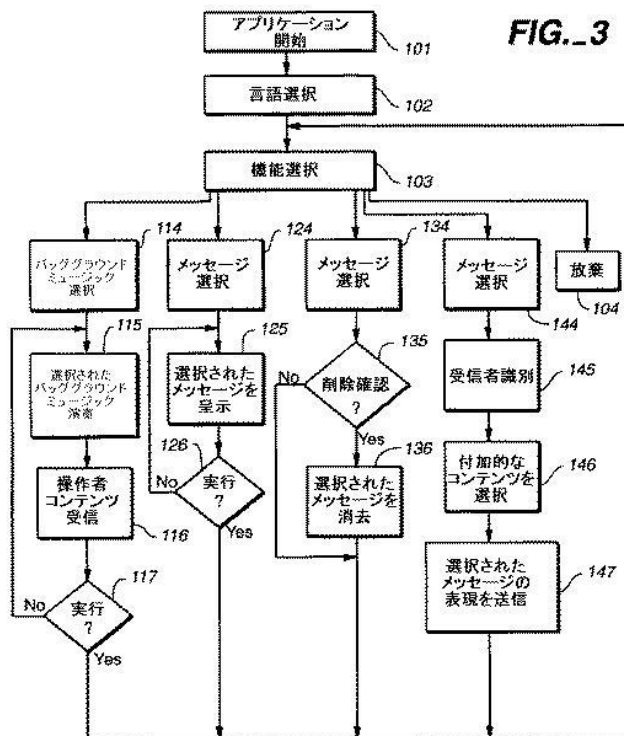 アプリケーション
開始
101
FIG._3
言語選択
102
機能選択
103
114
バッググラウンド
ミュージック
選択
124
メッセージ
選択
134
メッセージ
選択
メッセージ
選択
144
放棄
104
115
選択された
バッググラウンド
ミュージック
演奏
125
選択された
メッセージを
呈示
135
No
削除確認
?
Yes
受信者識別
145
操作者
コンテンツ
受信
116
126
No
実行
?
Yes
136
選択された
メッセージを
消去
付加的な
コンテンツを
選択
146
117
No
実行
?
Yes
選択された
メッセージの
表現を送信
147